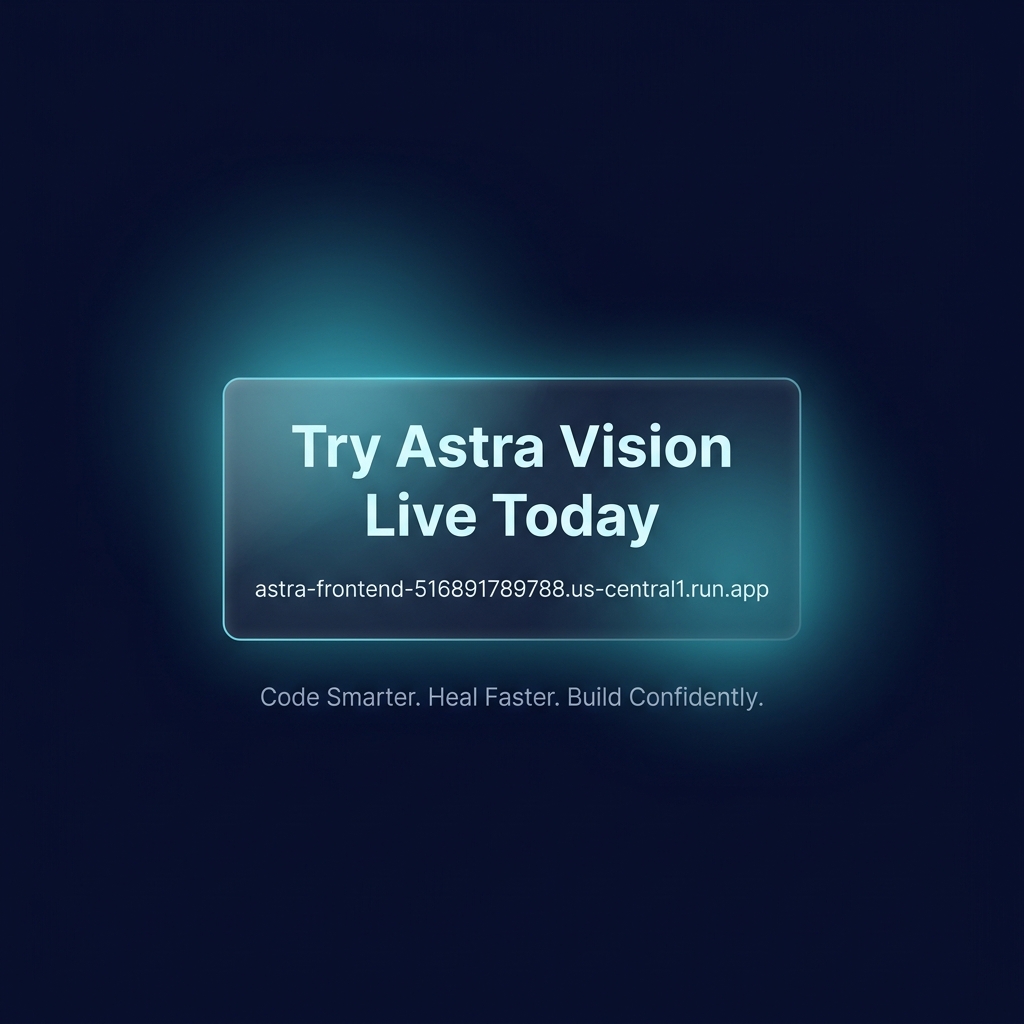 Try Astra Vision
Live Today
astra-frontend-516891789788.us-central1.run.app
Code Smarter. Heal Faster. Build Confidently.